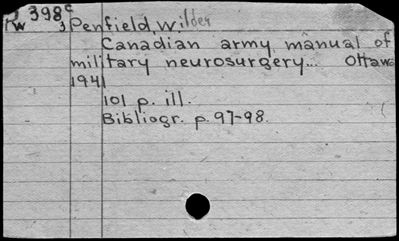 398c Penfield, Wilder
RW 3
Canadian army manual of
military neurosurgery... Ottawa
1941
101 p. ill.
Bibliogr. p. 97-98.